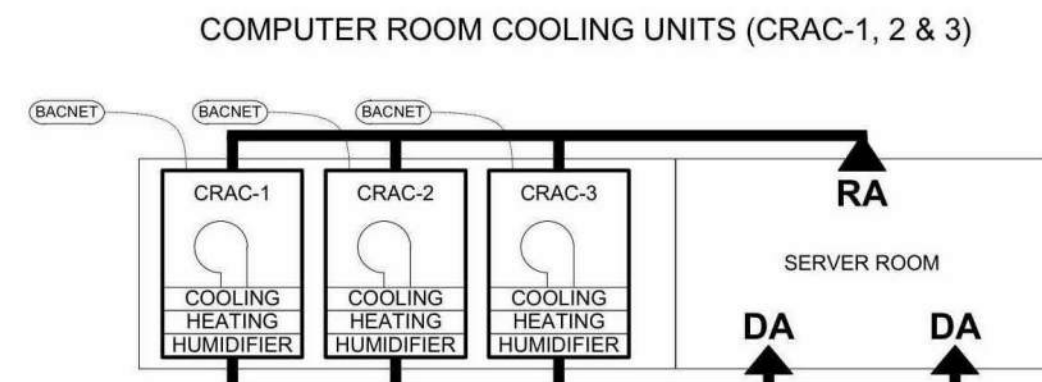 COMPUTER ROOM COOLING UNITS (CRAC-1, 2 & 3)
BACNET
BACNET
BACNET
CRAC-1
COOLING
HEATING
HUMIDIFIER
CRAC-2
COOLING
HEATING
HUMIDIFIER
CRAC-3
COOLING
HEATING
HUMIDIFIER
RA
SERVER ROOM
DA
DA